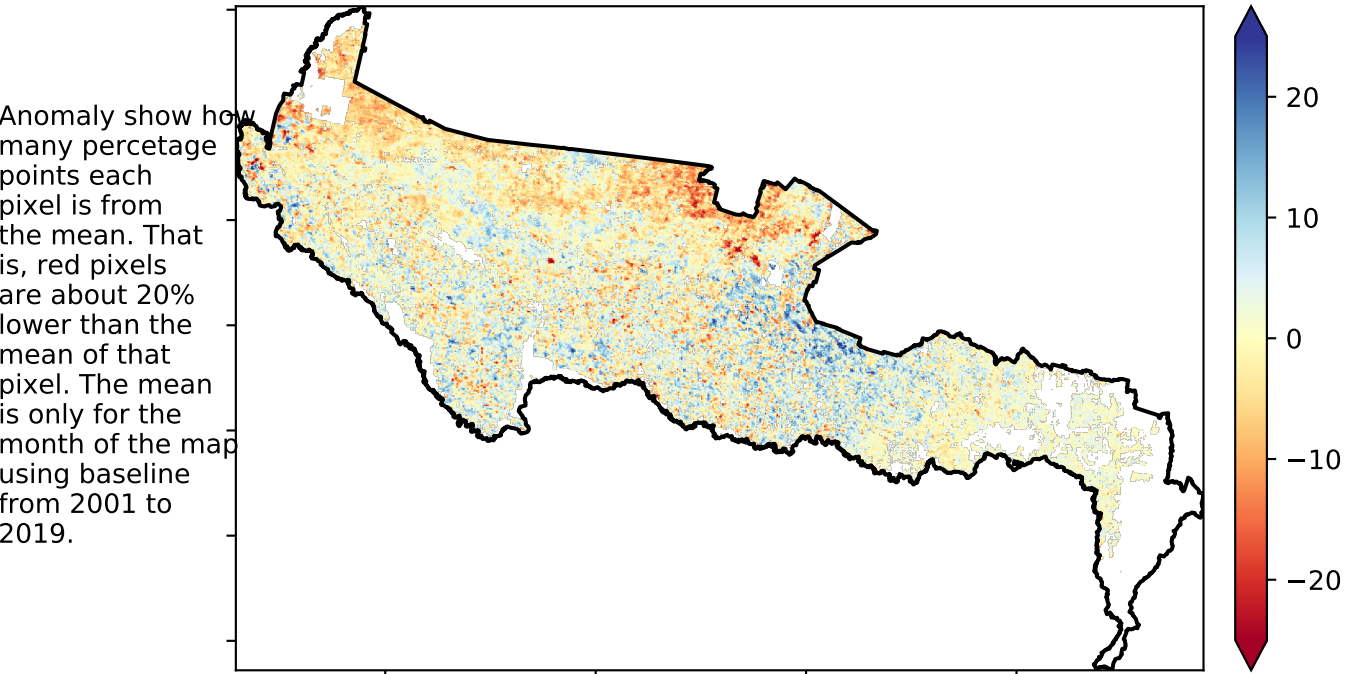 Anomaly show how
many percetage
points each
pixel is from
the mean. That
is, red pixels
are about 20%
lower than the
mean of that
pixel. The mean
is only for the
month of the map
using baseline
from 2001 to
2019.
20
10
0
−10
−20